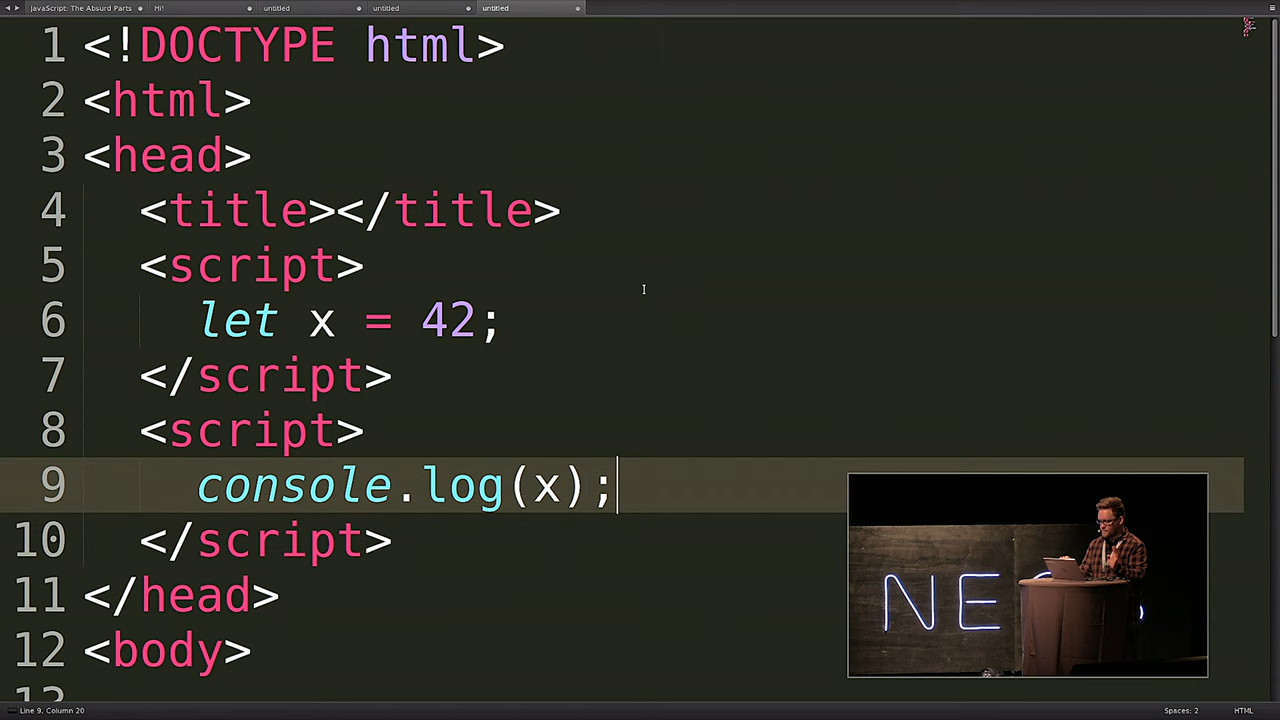 JavaScript: The Absurd Parts
Hi!
untitled
untitled
untitled
1 <!DOCTYPE html>
2 <html>
3 <head>
4 <title></title>
5 <script>
6 let x = 42;
7 </script>
8 <script>
9 console.log(x);
10 </script>
11 </head>
12 <body>
NE
Line 9, Column 20
Spaces: 2
HTML